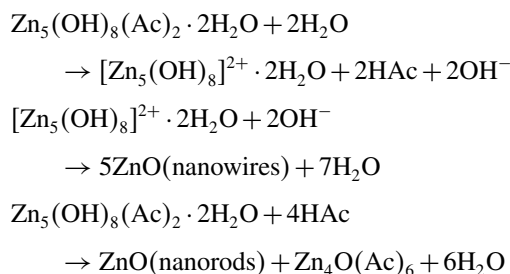 Zn₅(OH)₈(Ac)₂ · 2H₂O + 2H₂O
→ [Zn₅(OH)₈]²⁺ · 2H₂O + 2HAc + 2OH⁻
[Zn₅(OH)₈]²⁺ · 2H₂O + 2OH⁻
→ 5ZnO(nanowires) + 7H₂O
Zn₅(OH)₈(Ac)₂ · 2H₂O + 4HAc
→ ZnO(nanorods) + Zn₄O(Ac)₆ + 6H₂O